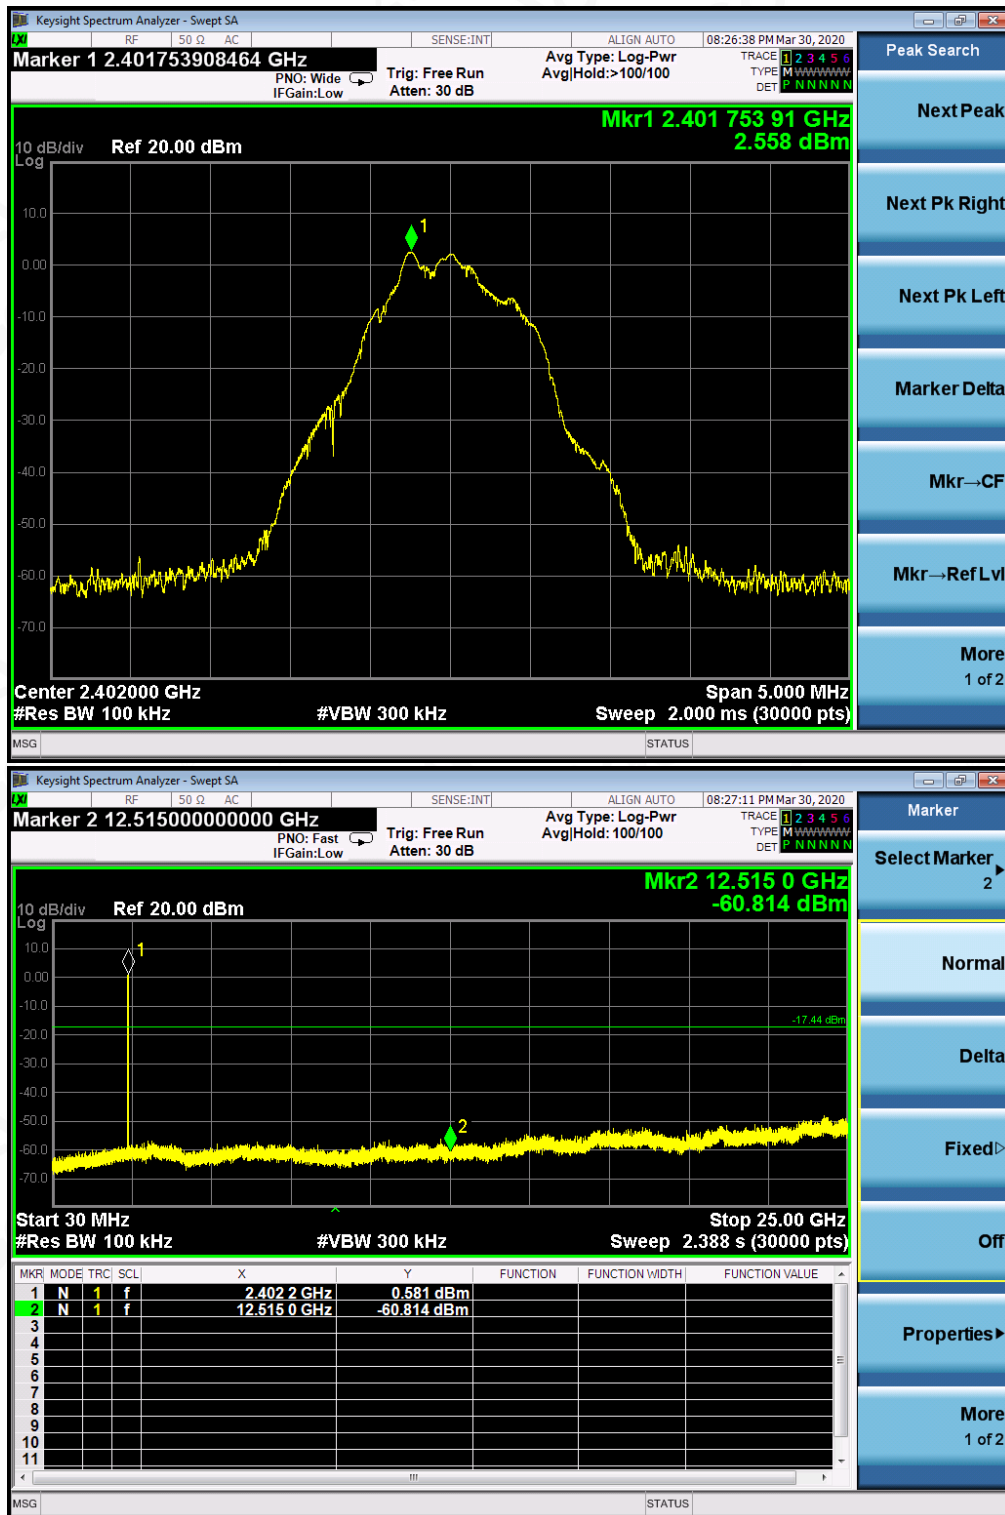 Keysight Spectrum Analyzer - Swept SA
LXI RF 50 Ω AC SENSE:INT ALIGN AUTO 08:26:38 PM Mar 30, 2020
Marker 1 2.401753908464 GHz
PNO: Wide
IFGain:Low
Trig: Free Run
Atten: 30 dB
Avg Type: Log-Pwr
Avg|Hold:>100/100
TRACE 1 2 3 4 5 6
TYPE M WWWWW
DET P N N N N N
Peak Search
Next Peak
Next Pk Right
Next Pk Left
Marker Delta
Mkr→CF
Mkr→Ref Lvl
More
1 of 2
Mkr1 2.401 753 91 GHz
2.558 dBm
10 dB/div Ref 20.00 dBm
Log
10.0
0.00
-10.0
-20.0
-30.0
-40.0
-50.0
-60.0
-70.0
1
Center 2.402000 GHz Span 5.000 MHz
#Res BW 100 kHz #VBW 300 kHz Sweep 2.000 ms (30000 pts)
MSG STATUS
Keysight Spectrum Analyzer - Swept SA
LXI RF 50 Ω AC SENSE:INT ALIGN AUTO 08:27:11 PM Mar 30, 2020
Marker 2 12.515000000000 GHz
PNO: Fast
IFGain:Low
Trig: Free Run
Atten: 30 dB
Avg Type: Log-Pwr
Avg|Hold: 100/100
TRACE 1 2 3 4 5 6
TYPE M WWWWW
DET P N N N N N
Marker
Select Marker
2
Normal
Delta
Fixed
Off
Properties
More
1 of 2
Mkr2 12.515 0 GHz
-60.814 dBm
10 dB/div Ref 20.00 dBm
Log
10.0
0.00
-10.0
-20.0
-30.0
-40.0
-50.0
-60.0
-70.0
1
-17.44 dBm
2
Start 30 MHz Stop 25.00 GHz
#Res BW 100 kHz #VBW 300 kHz Sweep 2.388 s (30000 pts)
MKR MODE TRC SCL X Y FUNCTION FUNCTION WIDTH FUNCTION VALUE
1 N 1 f 2.402 2 GHz 0.581 dBm
2 N 1 f 12.515 0 GHz -60.814 dBm
3
4
5
6
7
8
9
10
11
MSG STATUS